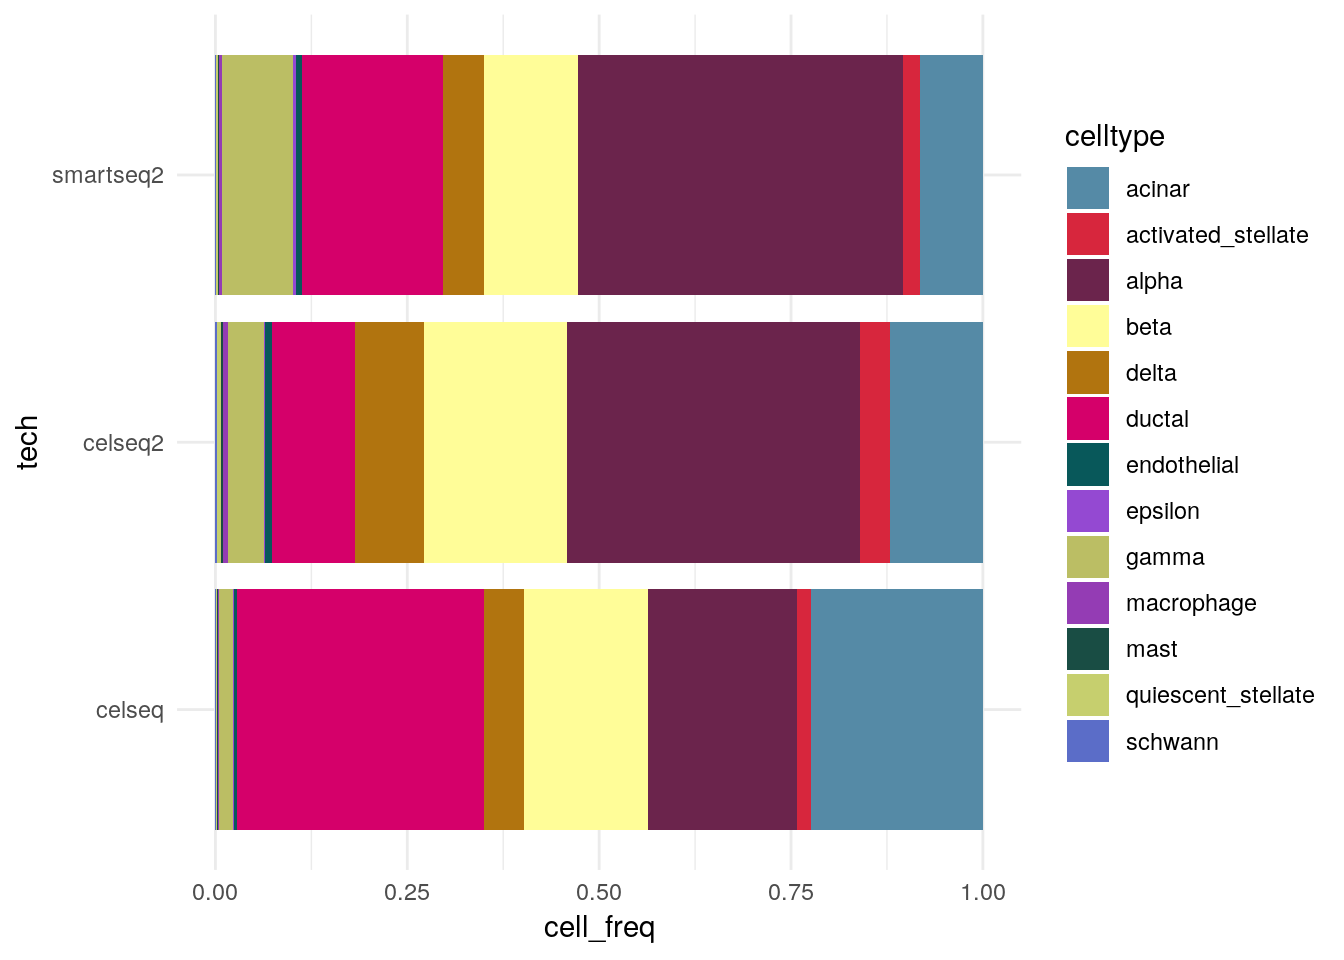 smartseq2
celseq2
celseq
tech
0.00 0.25 0.50 0.75 1.00
cell_freq
celltype
acinar
activated_stellate
alpha
beta
delta
ductal
endothelial
epsilon
gamma
macrophage
mast
quiescent_stellate
schwann